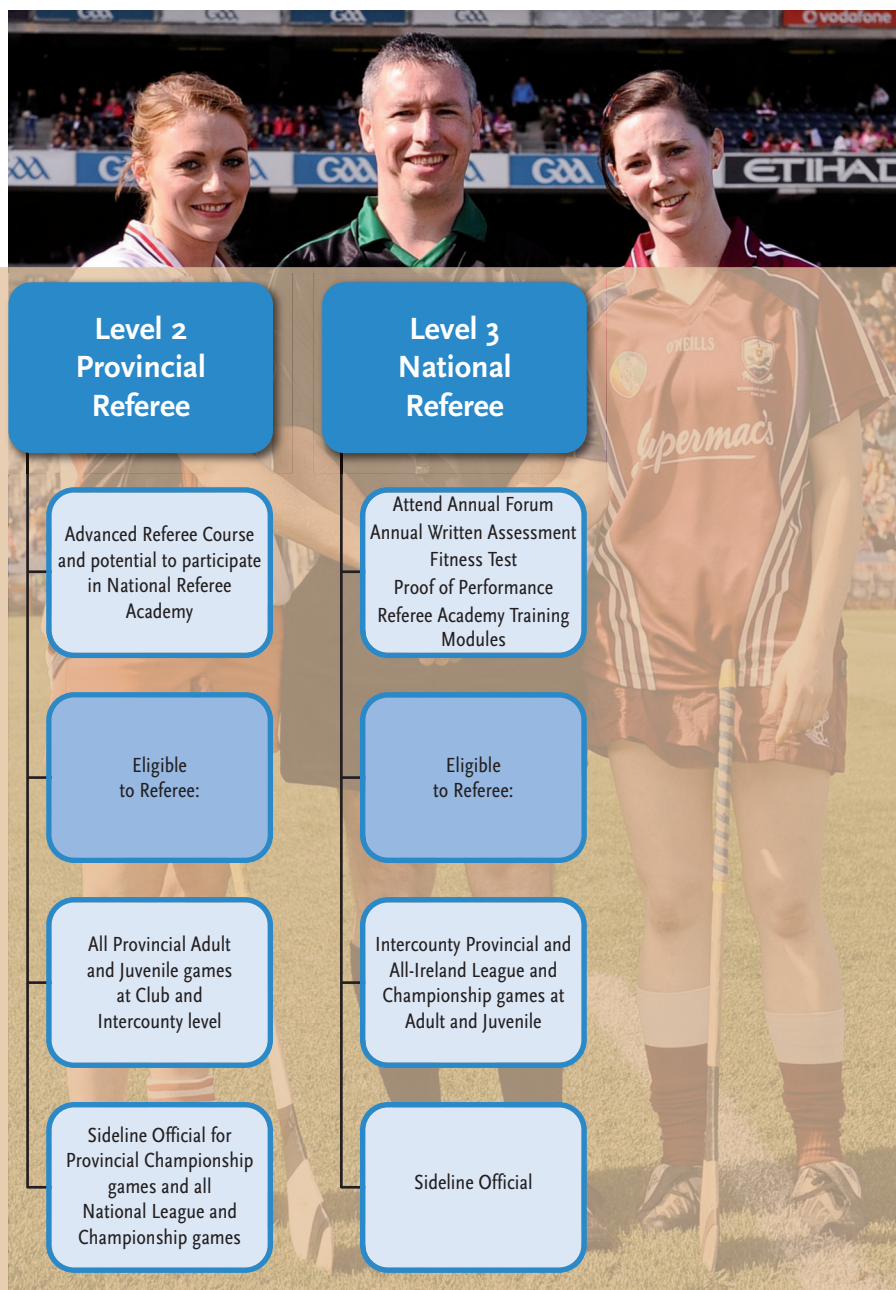 GAA
GAA
GAA
vodafone
GAA
GAA
GAA
ETIHAD
Level 2
Provincial
Referee
Level 3
National
Referee
O'NEILLS
Supermac's
Advanced Referee Course
and potential to participate
in National Referee
Academy
Attend Annual Forum
Annual Written Assessment
Fitness Test
Proof of Performance
Referee Academy Training
Modules
Eligible
to Referee:
Eligible
to Referee:
All Provincial Adult
and Juvenile games
at Club and
Intercounty level
Intercounty Provincial and
All-Ireland League and
Championship games at
Adult and Juvenile
Sideline Official for
Provincial Championship
games and all
National League and
Championship games
Sideline Official